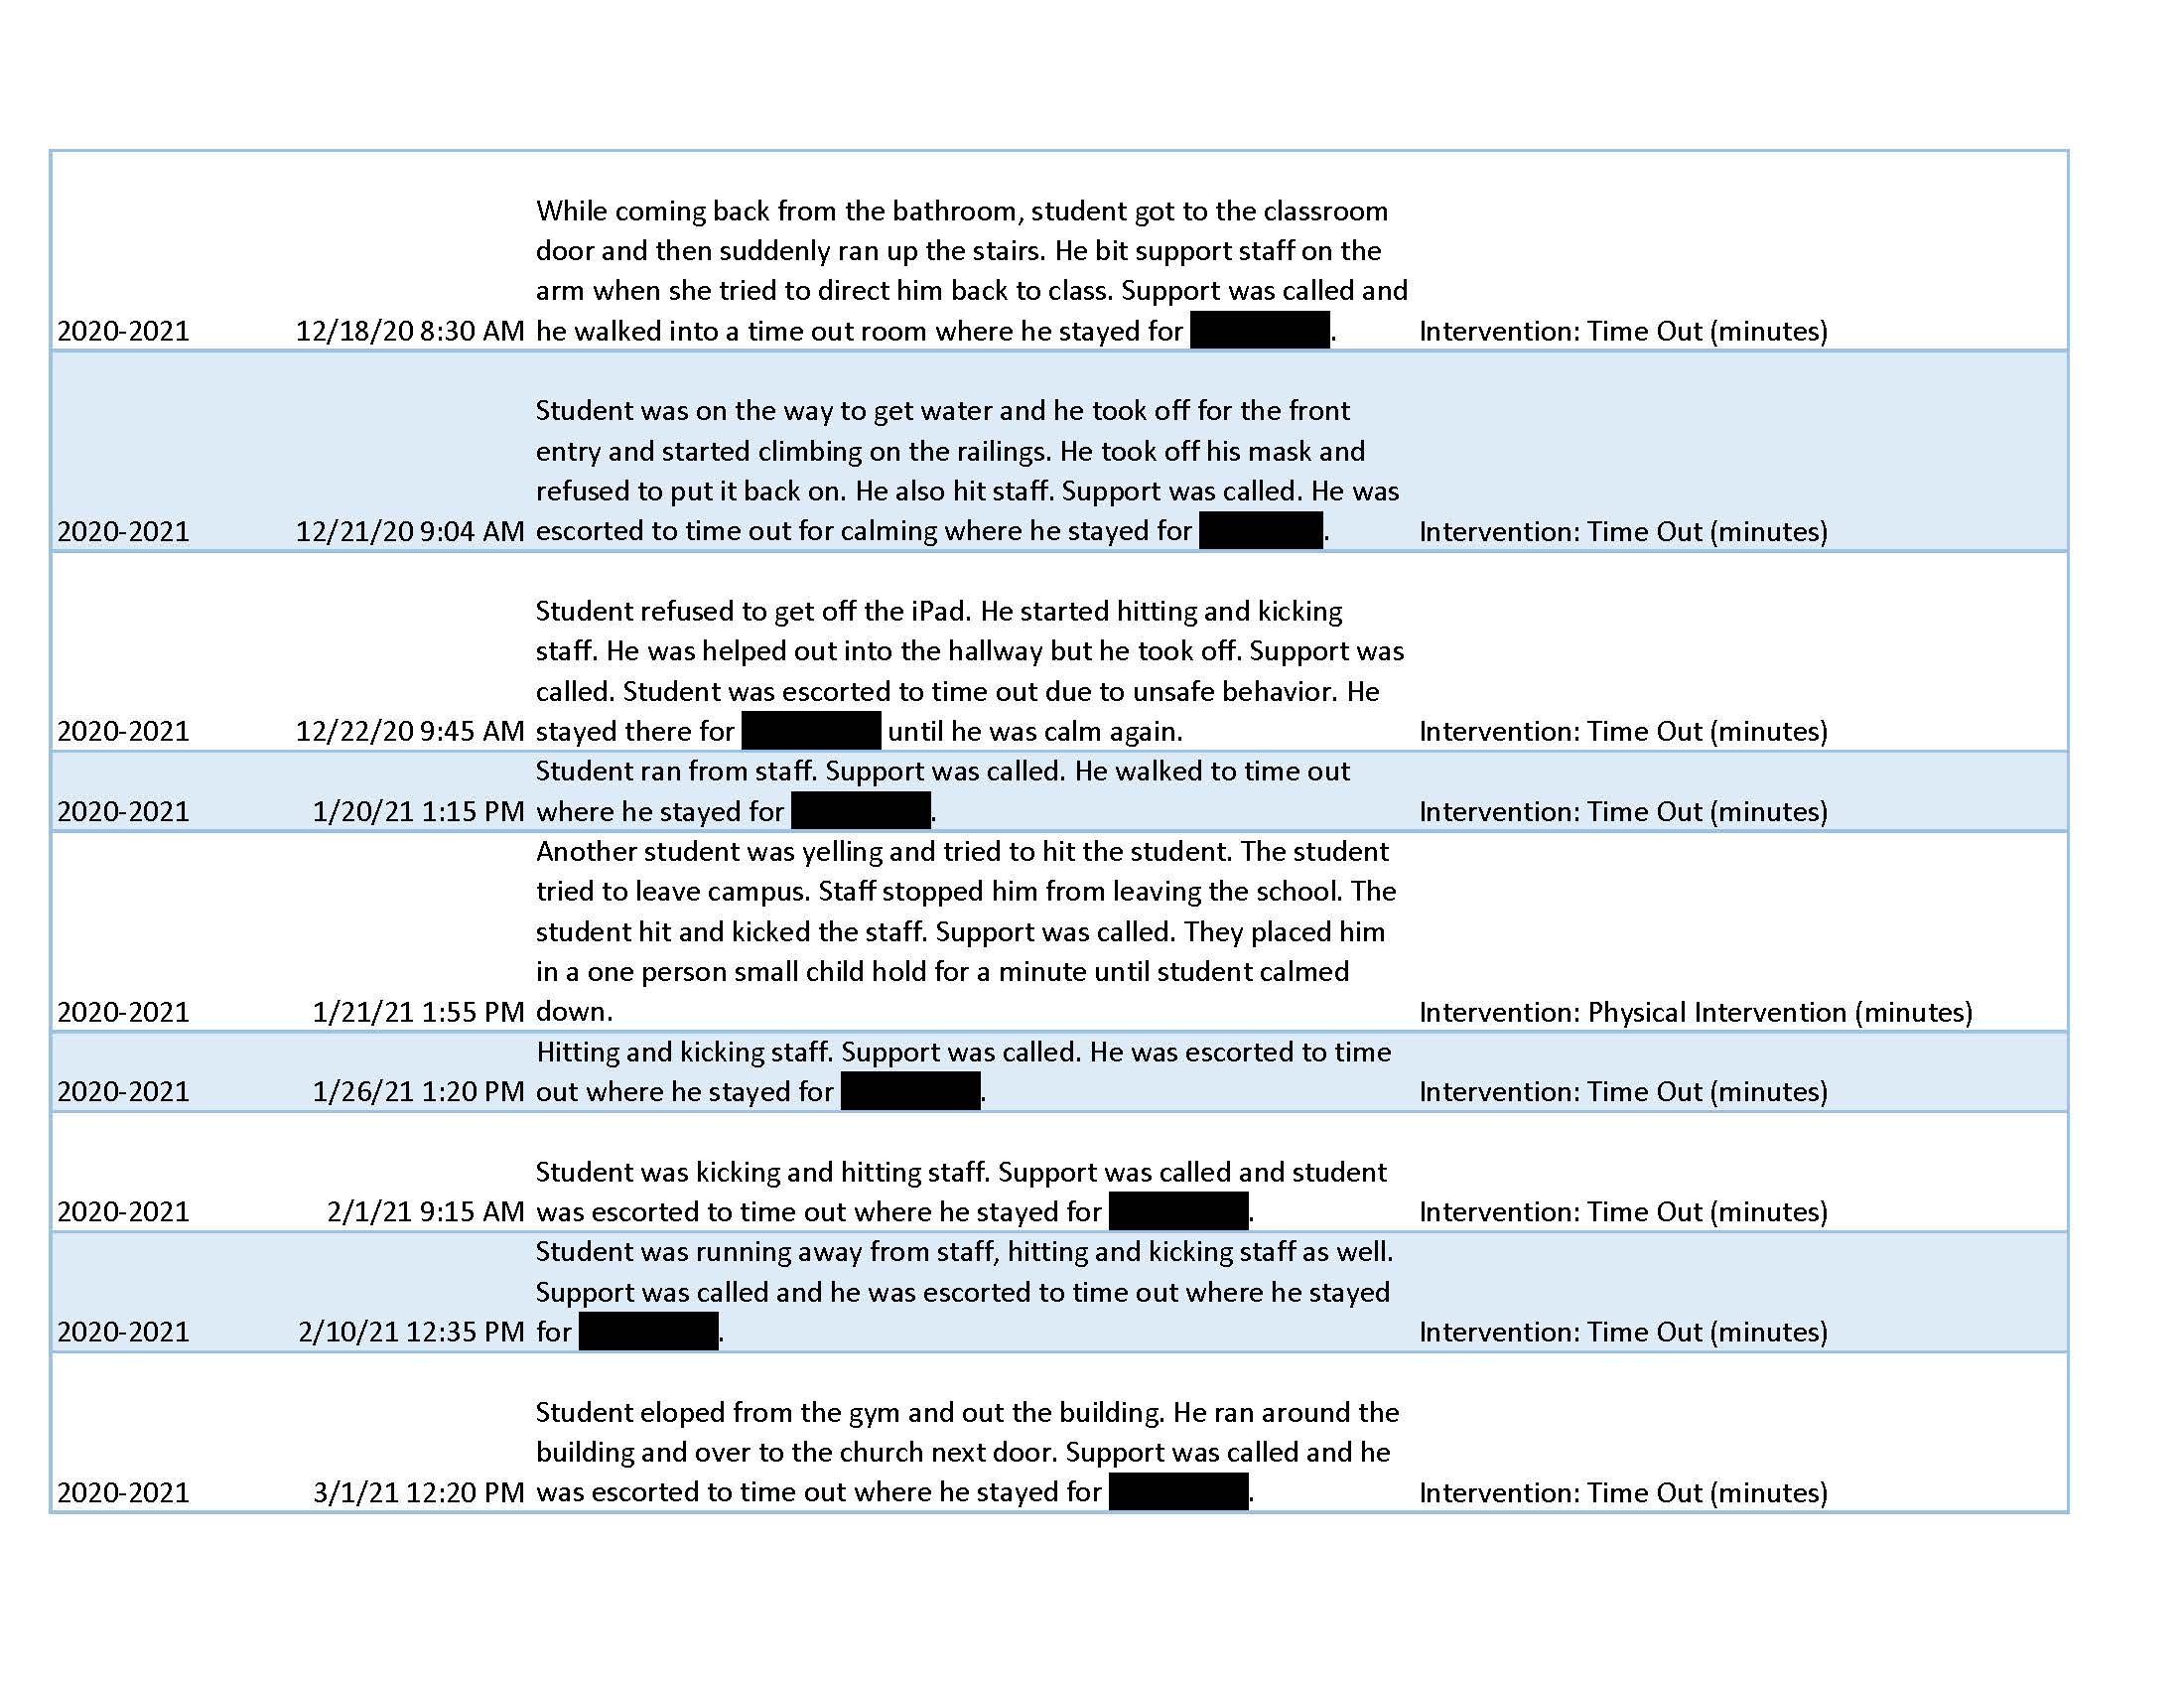 While coming back from the bathroom, student got to the classroom
door and then suddenly ran up the stairs. He bit support staff on the
arm when she tried to direct him back to class. Support was called and
2020-2021 12/18/20 8:30 AM he walked into a time out room where he stayed for . Intervention: Time Out (minutes)
Student was on the way to get water and he took off for the front
entry and started climbing on the railings. He took off his mask and
refused to put it back on. He also hit staff. Support was called. He was
2020-2021 12/21/20 9:04 AM escorted to time out for calming where he stayed for . Intervention: Time Out (minutes)
Student refused to get off the iPad. He started hitting and kicking
staff. He was helped out into the hallway but he took off. Support was
called. Student was escorted to time out due to unsafe behavior. He
2020-2021 12/22/20 9:45 AM stayed there for until he was calm again. Intervention: Time Out (minutes)
Student ran from staff. Support was called. He walked to time out
2020-2021 1/20/21 1:15 PM where he stayed for . Intervention: Time Out (minutes)
Another student was yelling and tried to hit the student. The student
tried to leave campus. Staff stopped him from leaving the school. The
student hit and kicked the staff. Support was called. They placed him
in a one person small child hold for a minute until student calmed
2020-2021 1/21/21 1:55 PM down. Intervention: Physical Intervention (minutes)
Hitting and kicking staff. Support was called. He was escorted to time
2020-2021 1/26/21 1:20 PM out where he stayed for . Intervention: Time Out (minutes)
Student was kicking and hitting staff. Support was called and student
2020-2021 2/1/21 9:15 AM was escorted to time out where he stayed for . Intervention: Time Out (minutes)
Student was running away from staff, hitting and kicking staff as well.
Support was called and he was escorted to time out where he stayed
2020-2021 2/10/21 12:35 PM for . Intervention: Time Out (minutes)
Student eloped from the gym and out the building. He ran around the
building and over to the church next door. Support was called and he
2020-2021 3/1/21 12:20 PM was escorted to time out where he stayed for . Intervention: Time Out (minutes)